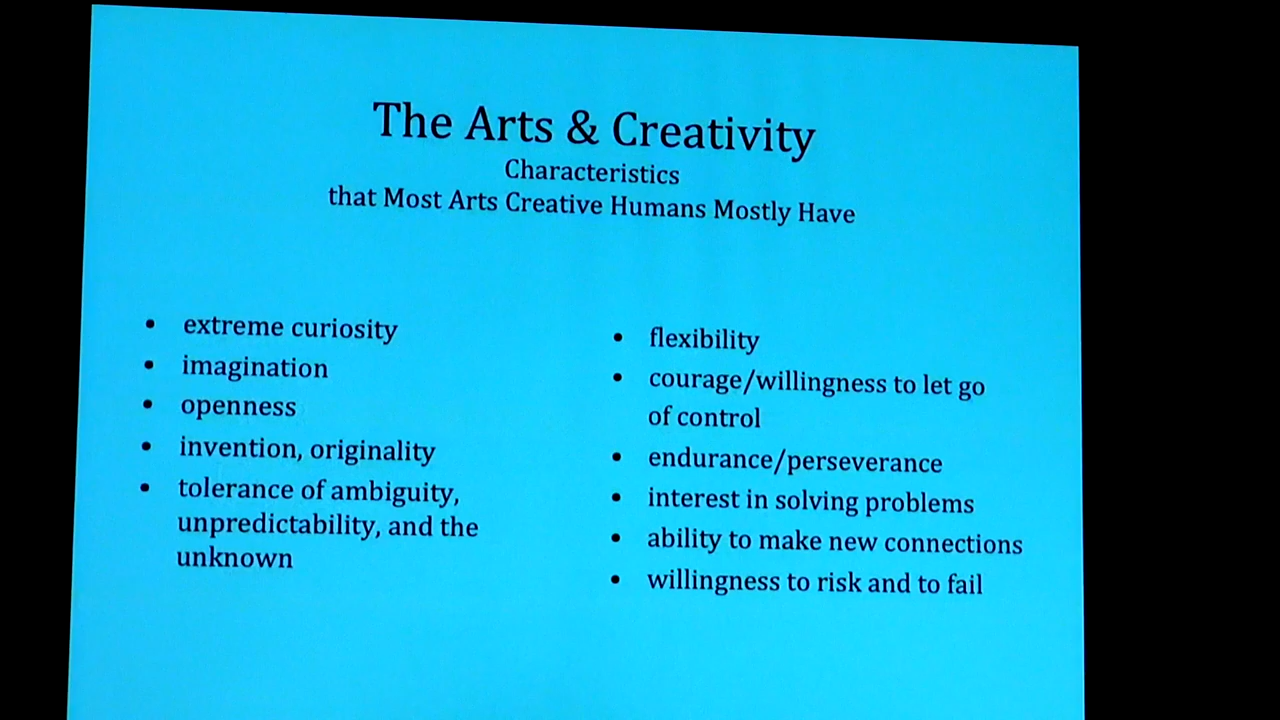 The Arts & Creativity
Characteristics
that Most Arts Creative Humans Mostly Have
• extreme curiosity
• imagination
• openness
• invention, originality
• tolerance of ambiguity,
unpredictability, and the
unknown
• flexibility
• courage/willingness to let go
of control
• endurance/perseverance
• interest in solving problems
• ability to make new connections
• willingness to risk and to fail